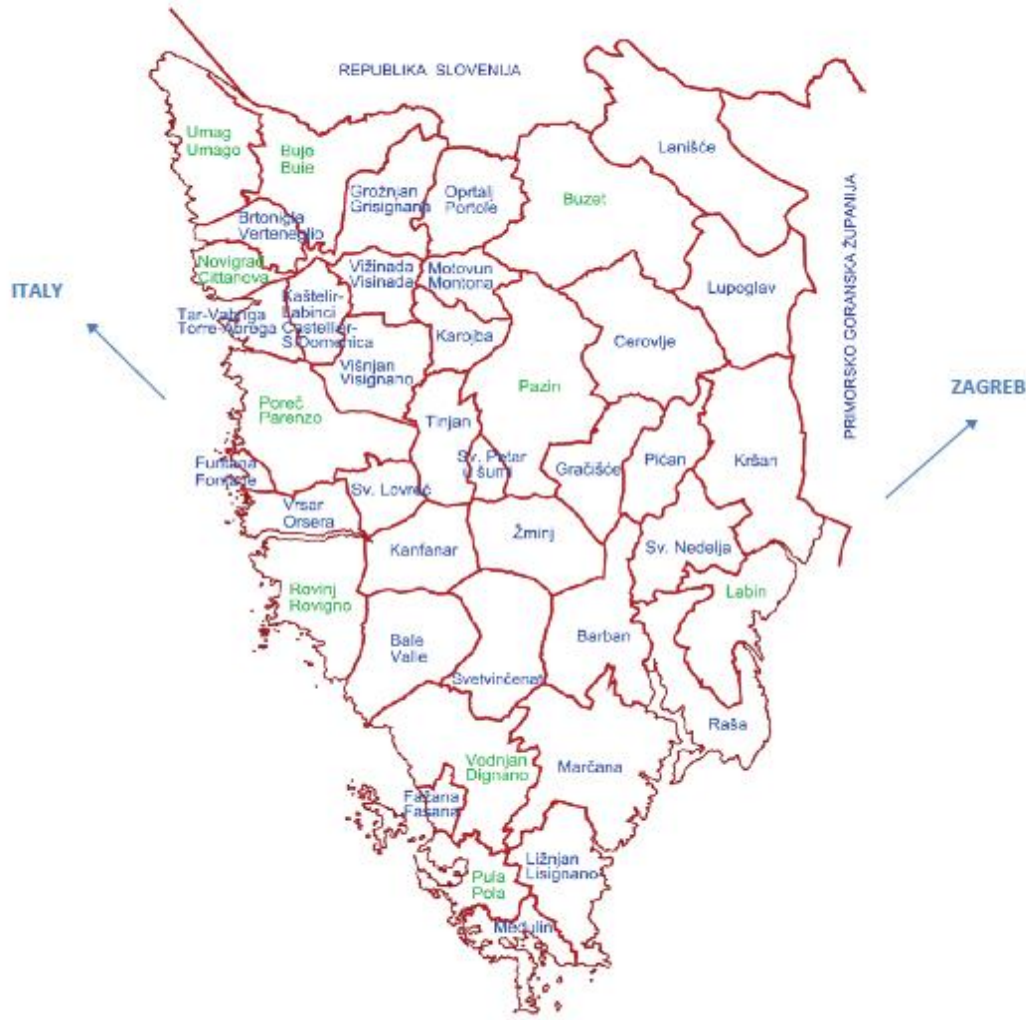 REPUBLIKA SLOVENIJA
Umag
Umago
Buje
Buie
Lanišće
Grožnjan
Grisignana
Oprtalj
Portole
Buzet
Brtonigla
Verteneglio
Novigrad
Cittanova
Vižinada
Visinada
Motovun
Montona
Lupoglav
ITALY
Tar-Vabriga
Torre-Abrega
Kaštelir-
Labinci
Castellier-
S.Domenica
Karojba
Cerovlje
PRIMORSKO GORANSKA ŽUPANIJA
Višnjan
Visignano
Pazin
ZAGREB
Poreč
Parenzo
Tinjan
Sv. Petar
u šumi
Gračišće
Pićan
Kršan
Funtana
Fontane
Sv. Lovreč
Vrsar
Orsera
Kanfanar
Žminj
Sv. Nedelja
Rovinj
Rovigno
Labin
Bale
Valle
Barban
Svetvinčenat
Raša
Vodnjan
Dignano
Marčana
Fažana
Fasana
Ližnjan
Lisignano
Pula
Pola
Medulin